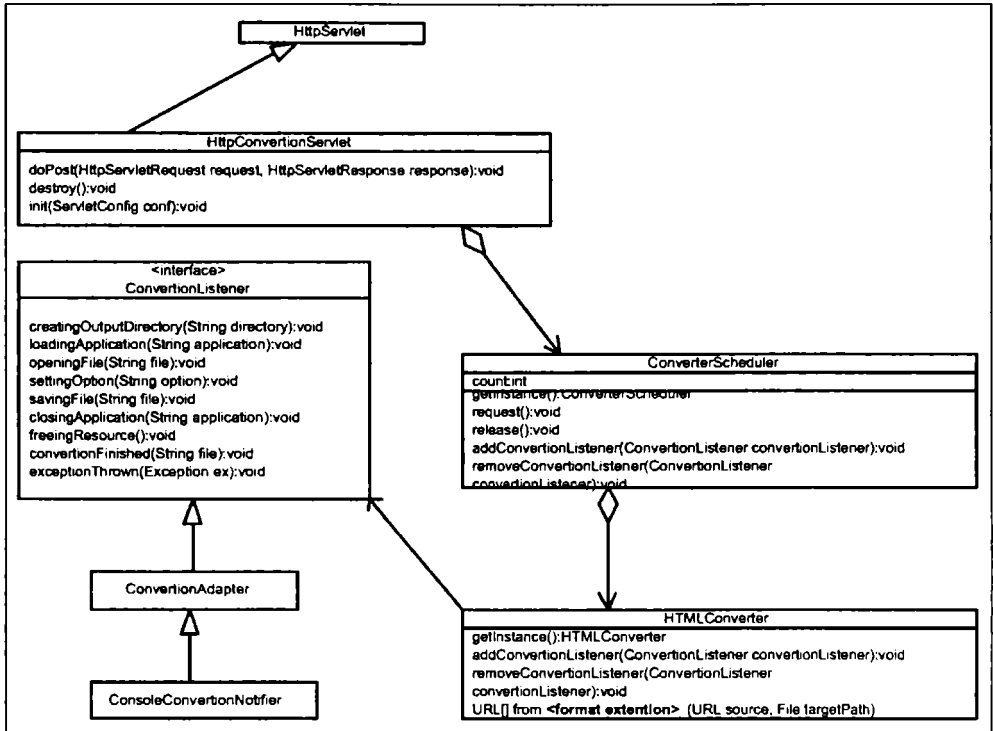 HttpServlet
HttpConvertionServlet
doPost(HttpServletRequest request, HttpServletResponse response):void
destroy():void
init(ServletConfig conf):void
<interface>
ConvertionListener
creatingOutputDirectory(String directory):void
loadingApplication(String application):void
openingFile(String file):void
settingOption(String option):void
savingFile(String file):void
closingApplication(String application):void
freeingResource():void
convertionFinished(String file):void
exceptionThrown(Exception ex):void
ConverterScheduler
count:int
getInstance():ConverterScheduler
request():void
release():void
addConvertionListener(ConvertionListener convertionListener):void
removeConvertionListener(ConvertionListener
convertionListener):void
ConvertionAdapter
ConsoleConvertionNotifier
HTMLConverter
getInstance():HTMLConverter
addConvertionListener(ConvertionListener convertionListener):void
removeConvertionListener(ConvertionListener
convertionListener):void
URL[] from <format extention> (URL source, File targetPath)